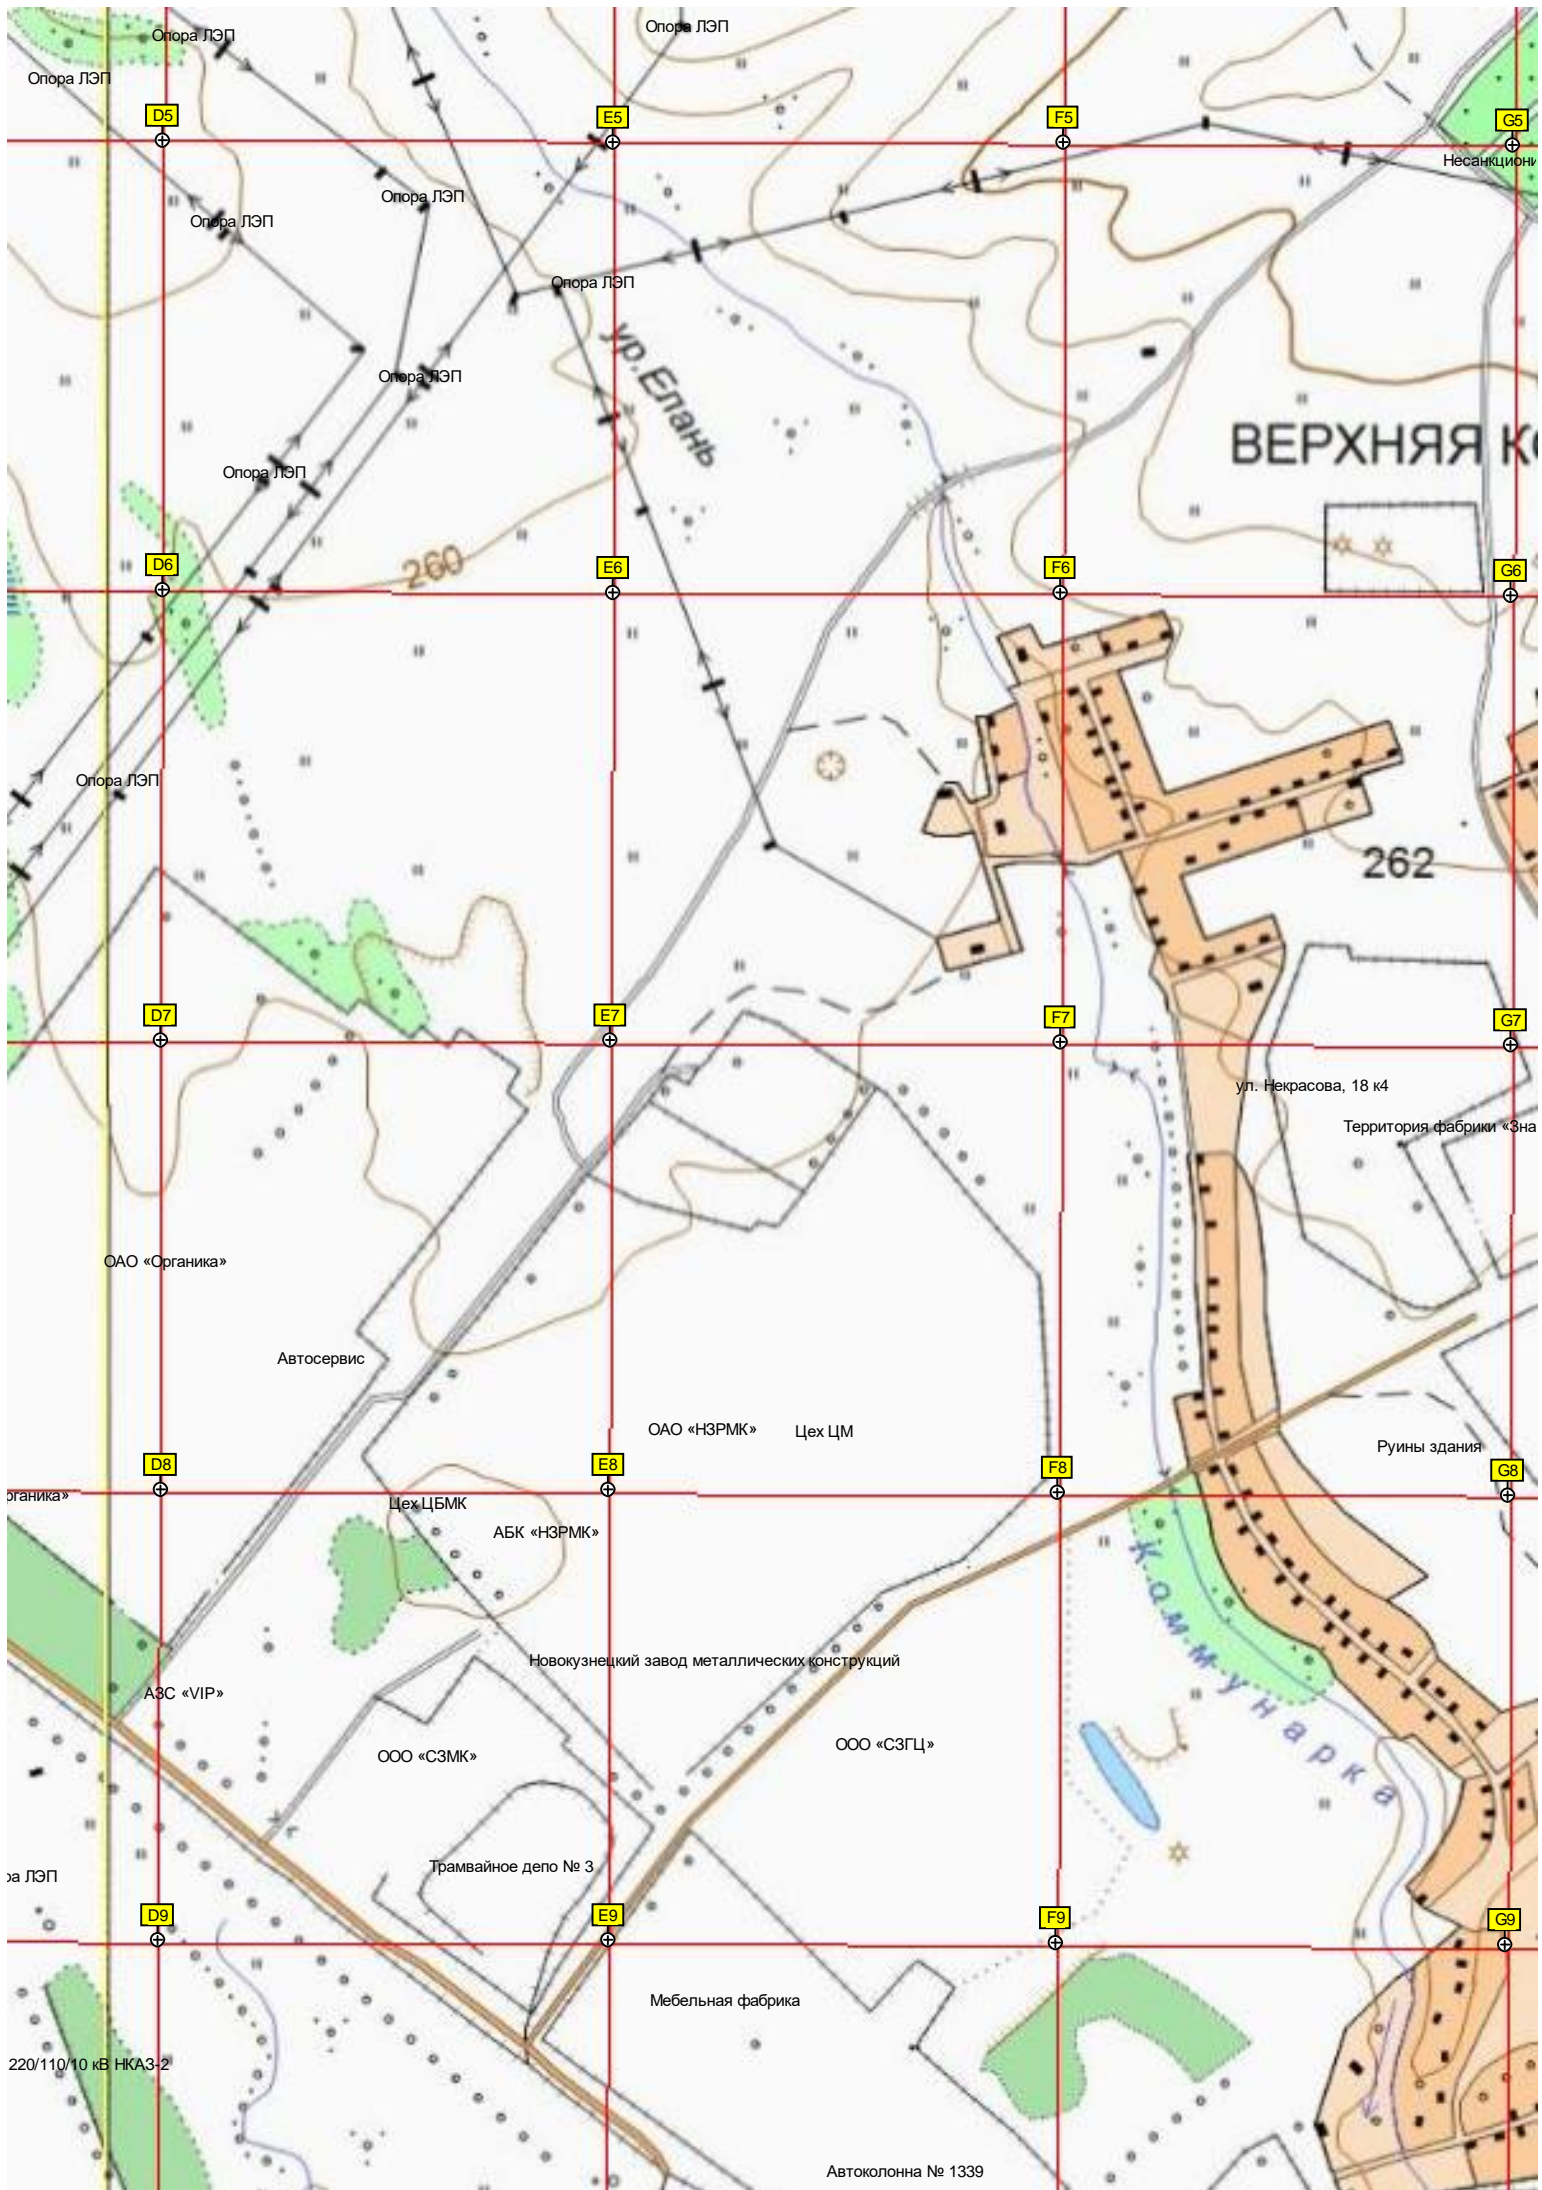 Опора ЛЭП
Опора ЛЭП
Опора ЛЭП
D5
E5
F5
G5
Несанкциони
Опора ЛЭП
Опора ЛЭП
Опора ЛЭП
ур.Елань
Опора ЛЭП
ВЕРХНЯЯ К
Опора ЛЭП
260
D6
E6
F6
G6
Опора ЛЭП
262
D7
E7
F7
G7
ул. Некрасова, 18 к4
Территория фабрики «Зна
ОАО «Органика»
Автосервис
ОАО «НЗРМК»
Цех ЦМ
Руины здания
D8
E8
F8
G8
рганика»
Цех ЦБМК
АБК «НЗРМК»
Коммунарка
Новокузнецкий завод металлических конструкций
АЗС «VIP»
ООО «СЗМК»
ООО «СЗГЦ»
Трамвайное депо № 3
ра ЛЭП
D9
E9
F9
G9
Мебельная фабрика
220/110/10 кВ НКАЗ-2
Автоколонна № 1339